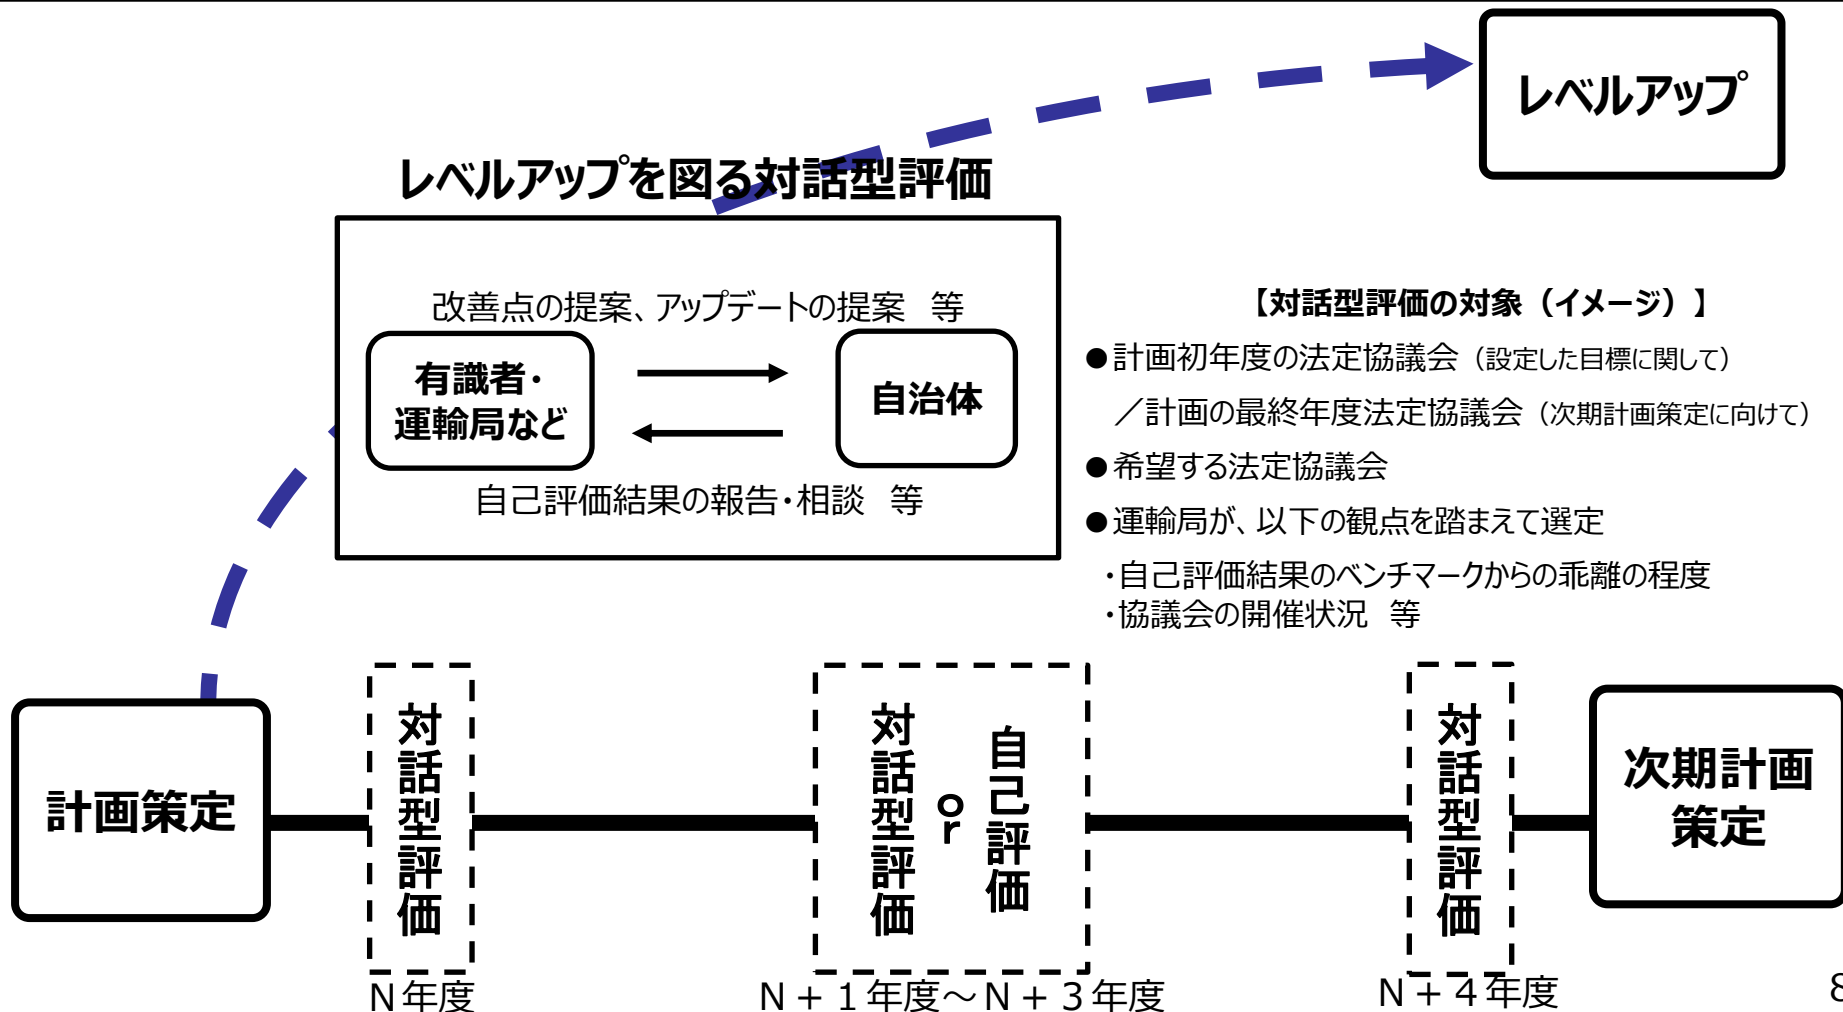 レベルアップ
レベルアップを図る対話型評価
改善点の提案、アップデートの提案　等
有識者・
運輸局など
自治体
自己評価結果の報告・相談　等
【対話型評価の対象（イメージ）】
●計画初年度の法定協議会（設定した目標に関して）
／計画の最終年度法定協議会（次期計画策定に向けて）
●希望する法定協議会
●運輸局が、以下の観点を踏まえて選定
・自己評価結果のベンチマークからの乖離の程度
・協議会の開催状況　等
計画策定
対話型評価
対話型評価
or
自己評価
対話型評価
次期計画
策定
Ｎ年度
Ｎ＋１年度～Ｎ＋３年度
Ｎ＋４年度
8